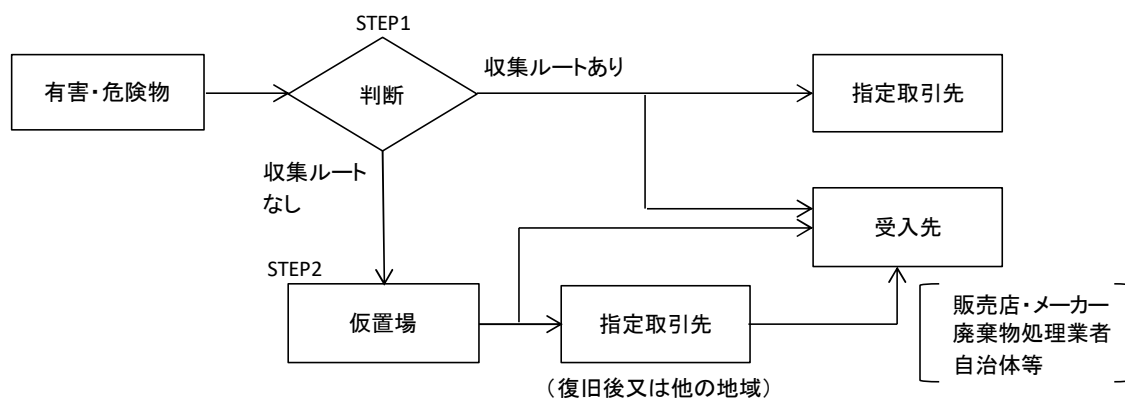 STEP1
有害・危険物
判断
収集ルートあり
指定取引先
収集ルート
なし
受入先
STEP2
仮置場
指定取引先
（復旧後又は他の地域）
販売店・メーカー
廃棄物処理業者
自治体等